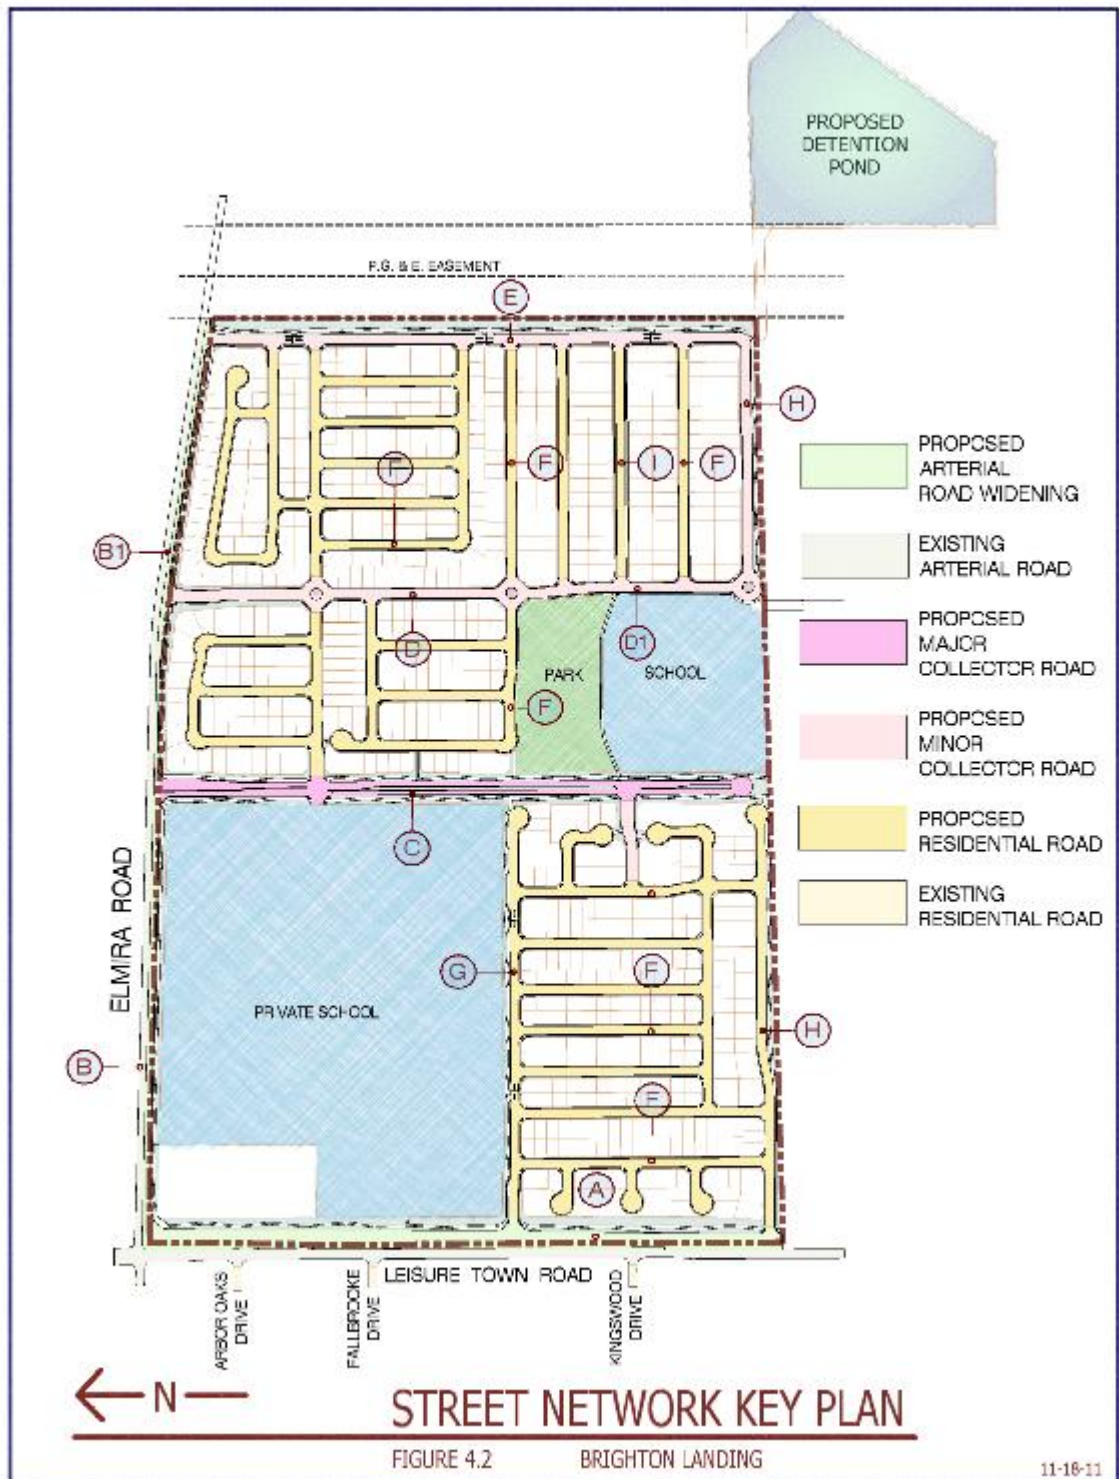 PROPOSED
DETENTION
POND
P.G. & E. EASEMENT
E
H
F
F
I
F
B1
D
D1
PARK
SCHOOL
F
C
G
F
PRIVATE SCHOOL
H
B
F
A
ELMIRA ROAD
PROPOSED
ARTERIAL
ROAD WIDENING
EXISTING
ARTERIAL ROAD
PROPOSED
MAJOR
COLLECTOR ROAD
PROPOSED
MINOR
COLLECTOR ROAD
PROPOSED
RESIDENTIAL ROAD
EXISTING
RESIDENTIAL ROAD
LEISURE TOWN ROAD
ARBOR OAKS
DRIVE
FALLBROOKE
DRIVE
KINGSWOOD
DRIVE
N
STREET NETWORK KEY PLAN
FIGURE 4.2 BRIGHTON LANDING
11-18-11